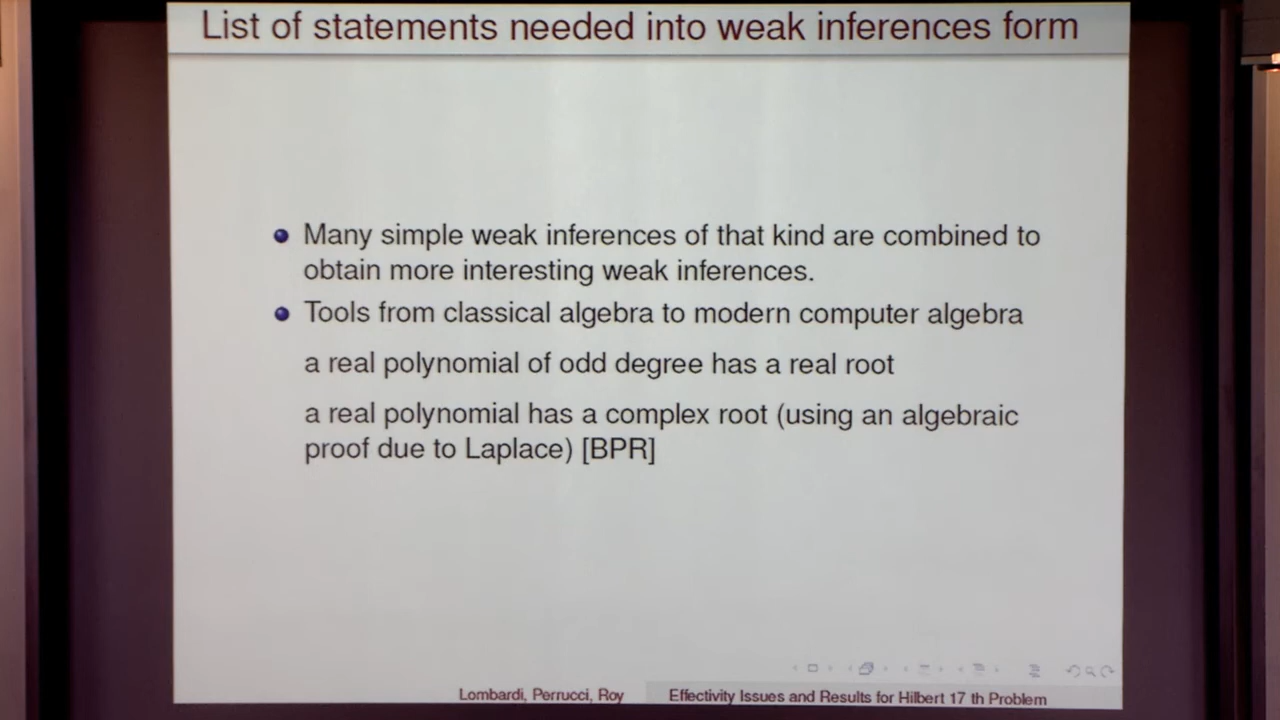 List of statements needed into weak inferences form
Many simple weak inferences of that kind are combined to
obtain more interesting weak inferences.
Tools from classical algebra to modern computer algebra
a real polynomial of odd degree has a real root
a real polynomial has a complex root (using an algebraic
proof due to Laplace) [BPR]
Lombardi, Perrucci, Roy
Effectivity Issues and Results for Hilbert 17 th Problem